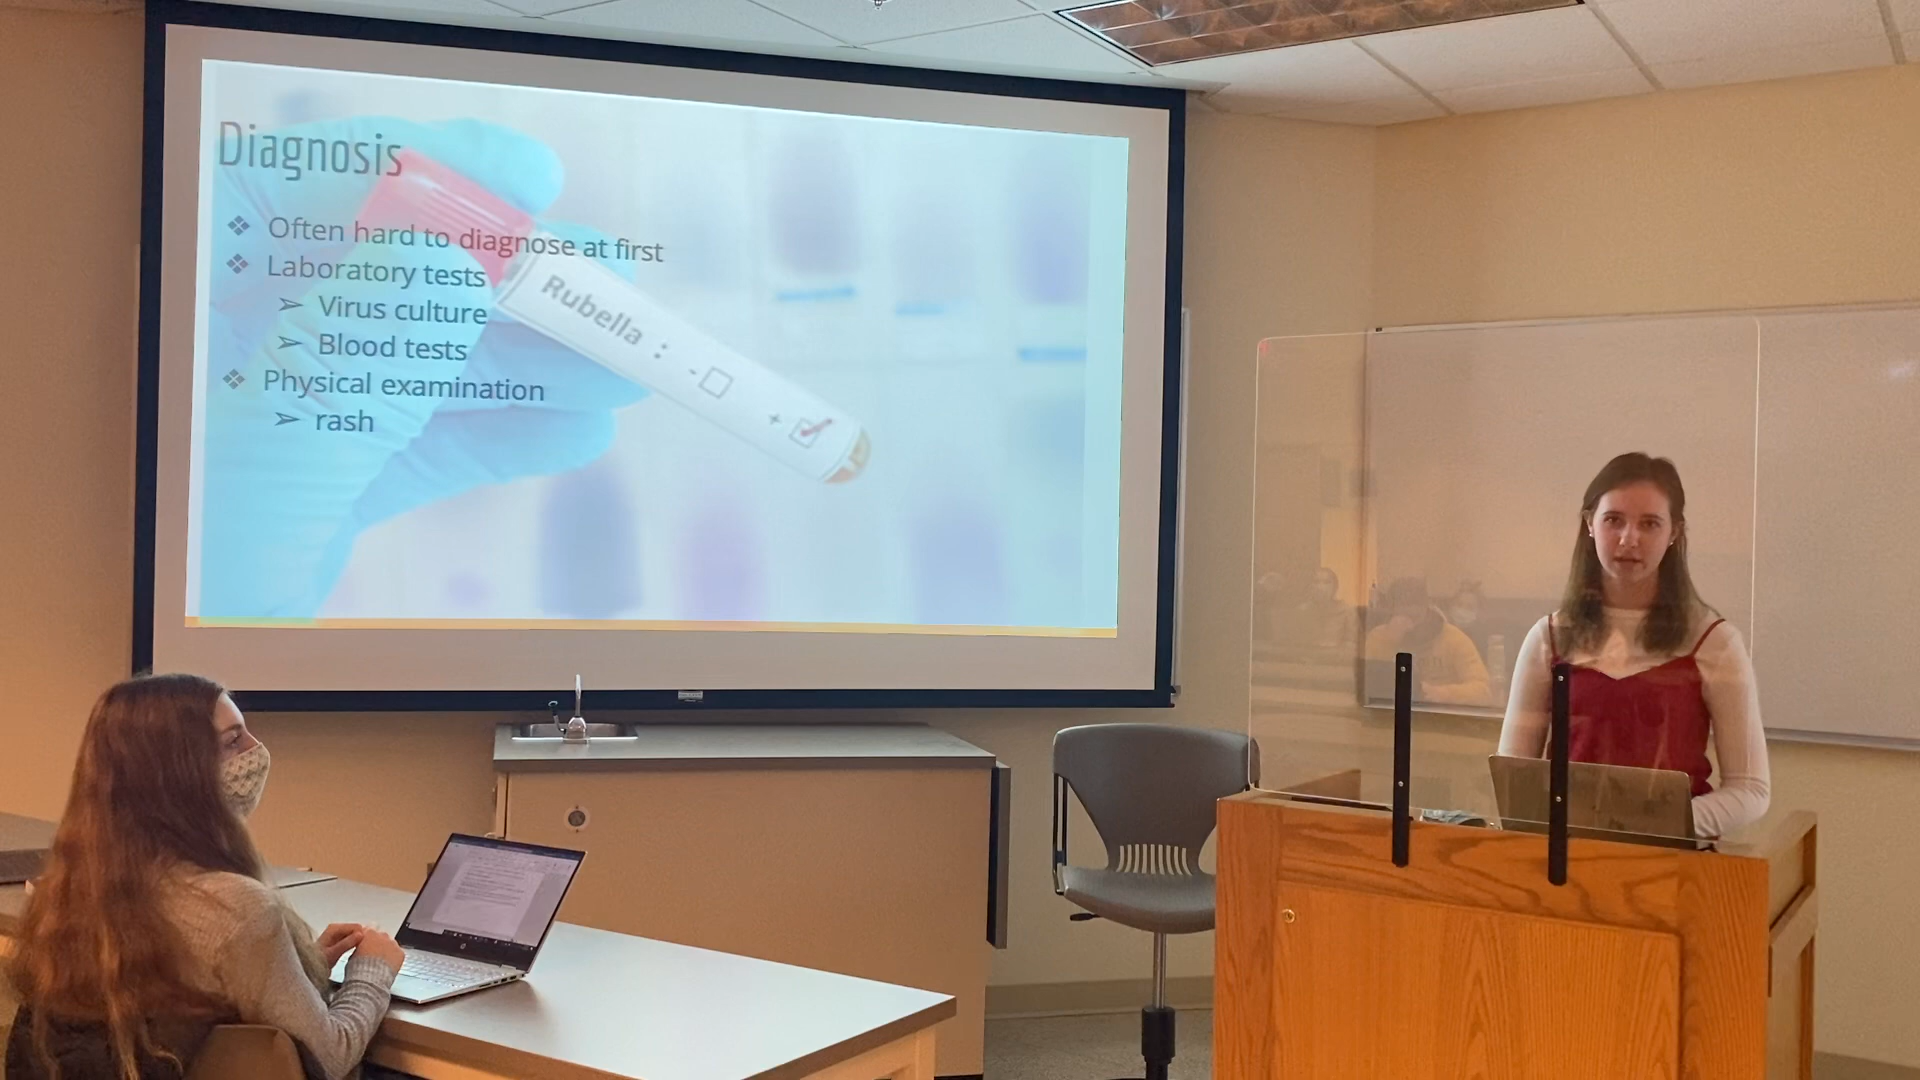 Diagnosis
❖ Often hard to diagnose at first
❖ Laboratory tests
➢ Virus culture
➢ Blood tests
❖ Physical examination
➢ rash
Rubella :
-
+